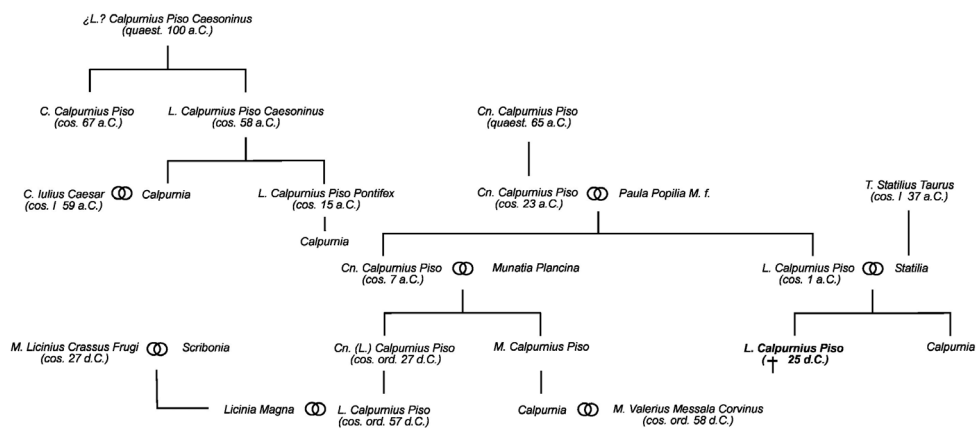 ¿L.? Calpurnius Piso Caesoninus
(quaest. 100 a.C.)
C. Calpurnius Piso
(cos. 67 a.C.)
L. Calpurnius Piso Caesoninus
(cos. 58 a.C.)
Cn. Calpurnius Piso
(quaest. 65 a.C.)
C. Iulius Caesar
(cos. I 59 a.C.)
Calpurnia
L. Calpurnius Piso Pontifex
(cos. 15 a.C.)
Cn. Calpurnius Piso
(cos. 23 a.C.)
Paula Popilia M. f.
T. Statilius Taurus
(cos. I 37 a.C.)
Calpurnia
Cn. Calpurnius Piso
(cos. 7 a.C.)
Munatia Plancina
L. Calpurnius Piso
(cos. 1 a.C.)
Statilia
M. Licinius Crassus Frugi
(cos. 27 d.C.)
Scribonia
Cn. (L.) Calpurnius Piso
(cos. ord. 27 d.C.)
M. Calpurnius Piso
L. Calpurnius Piso
(† 25 d.C.)
Calpurnia
Licinia Magna
L. Calpurnius Piso
(cos. ord. 57 d.C.)
Calpurnia
M. Valerius Messala Corvinus
(cos. ord. 58 d.C.)